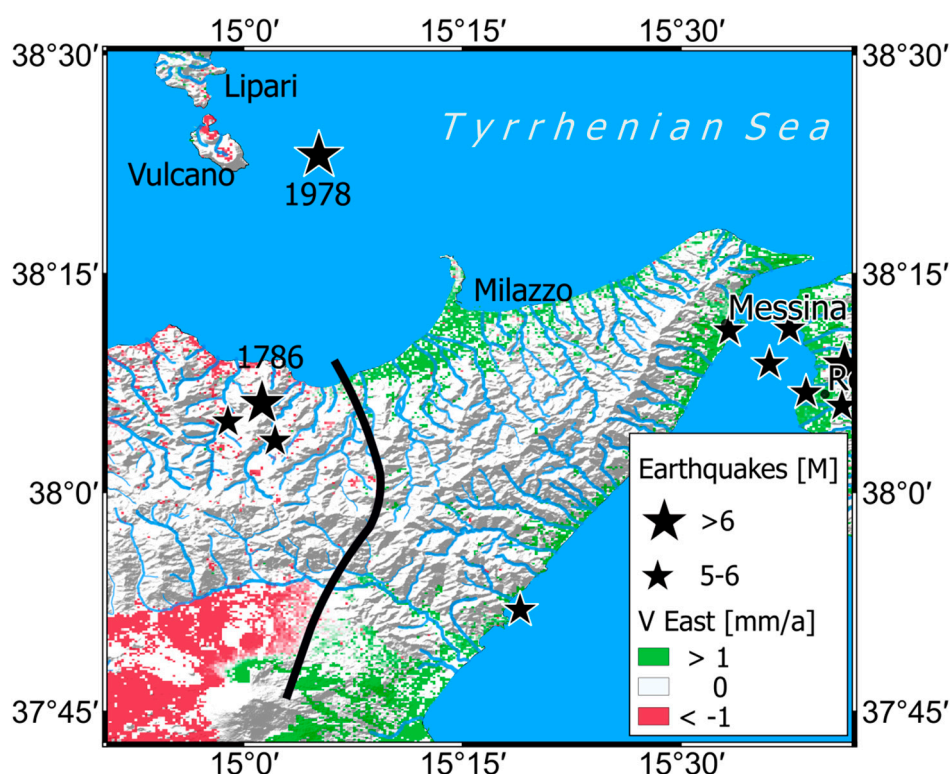 15°0′ 15°15′ 15°30′
38°30′ 38°30′
Lipari
Tyrrhenian Sea
Vulcano
1978
38°15′ 38°15′
Milazzo
Messina
1786
R
Earthquakes [M]
38°0′ 38°0′
>6
5-6
V East [mm/a]
> 1
0
< -1
37°45′ 37°45′
15°0′ 15°15′ 15°30′